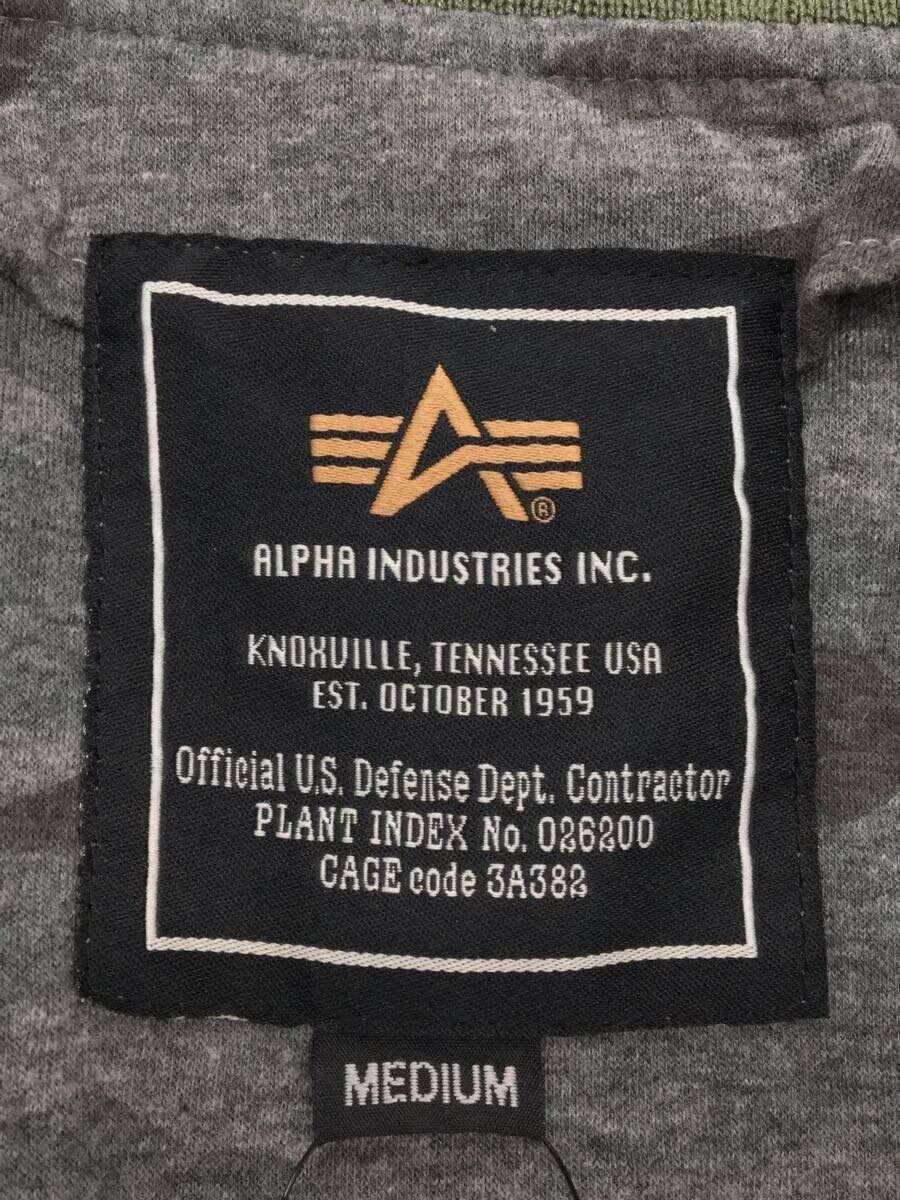 ®
ALPHA INDUSTRIES INC.
KNOXVILLE, TENNESSEE USA
EST. OCTOBER 1959
Official U.S. Defense Dept. Contractor
PLANT INDEX No. 026200
CAGE code 3A382
MEDIUM